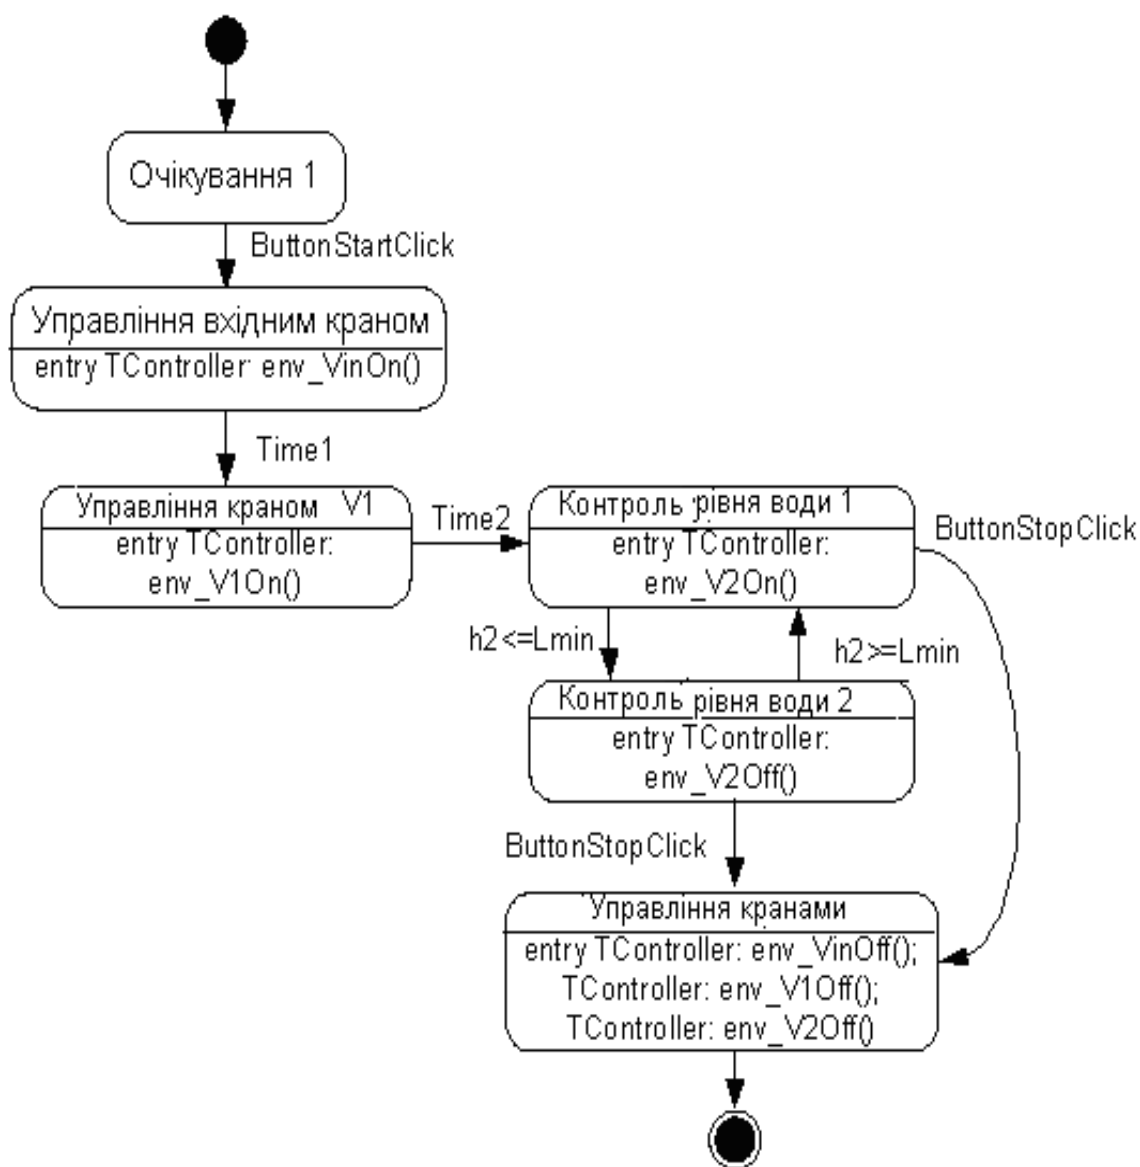 Очікування 1
ButtonStartClick
Управління вхідним краном
entry TController: env_VinOn()
Time1
Управління краном V1
entry TController:
env_V1On()
Time2
Контроль рівня води 1
entry TController:
env_V2On()
ButtonStopClick
h2<=Lmin
h2>=Lmin
Контроль рівня води 2
entry TController:
env_V2Off()
ButtonStopClick
Управління кранами
entry TController: env_VinOff();
TController: env_V1Off();
TController: env_V2Off()